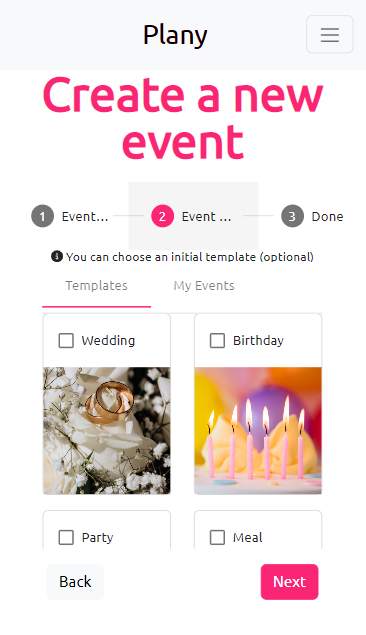 Plany
Create a new
event
1 Event... 2 Event ... 3 Done
You can choose an initial template (optional)
Templates My Events
Wedding Birthday
Party Meal
Back Next